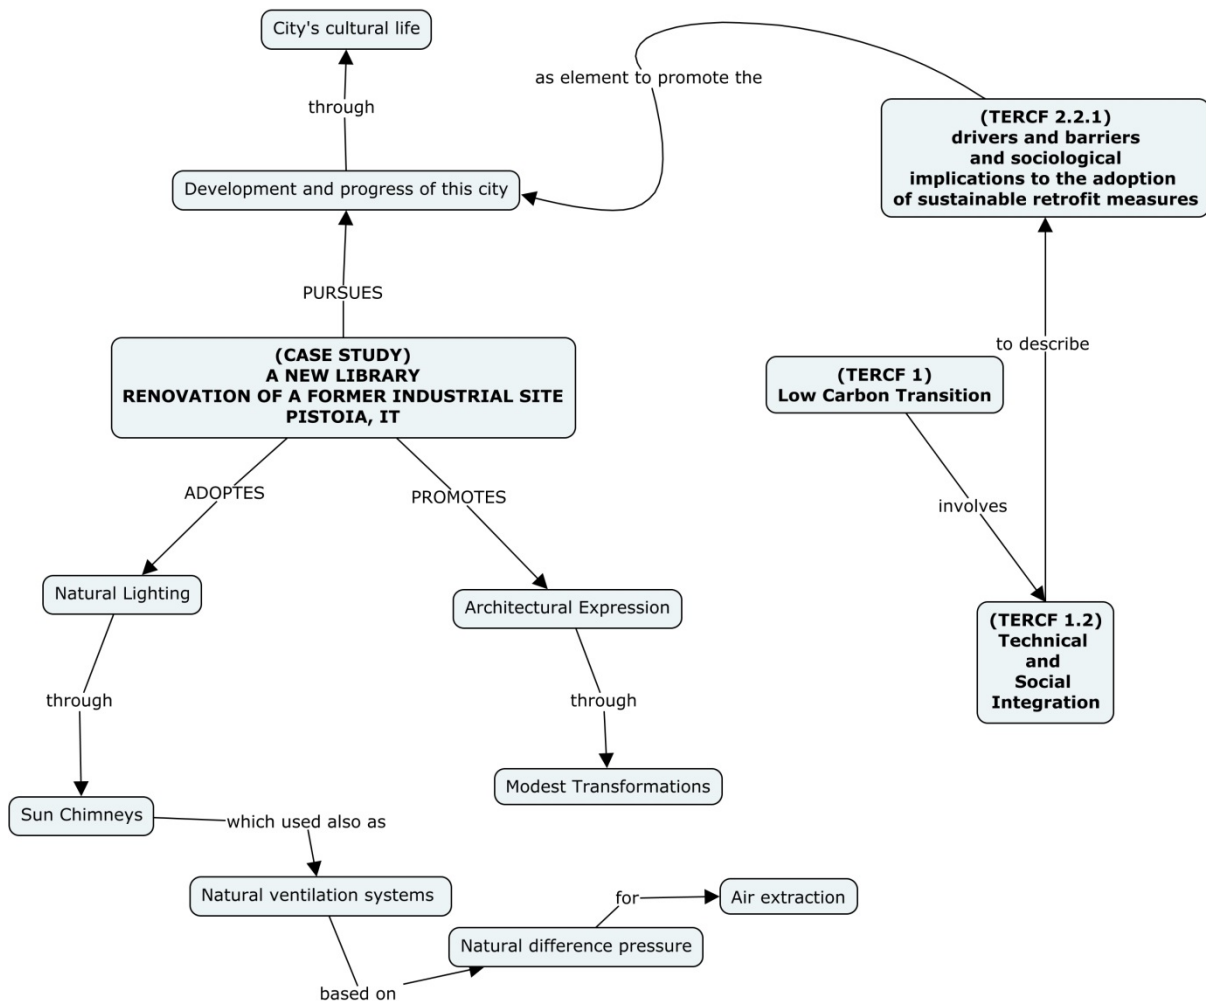 City's cultural life
through
as element to promote the
(TERCF 2.2.1)
drivers and barriers
and sociological
implications to the adoption
of sustainable retrofit measures
Development and progress of this city
PURSUES
(CASE STUDY)
A NEW LIBRARY
RENOVATION OF A FORMER INDUSTRIAL SITE
PISTOIA, IT
to describe
(TERCF 1)
Low Carbon Transition
ADOPTES
PROMOTES
involves
Natural Lighting
Architectural Expression
(TERCF 1.2)
Technical
and
Social
Integration
through
through
Modest Transformations
Sun Chimneys
which used also as
Natural ventilation systems
for
Air extraction
Natural difference pressure
based on